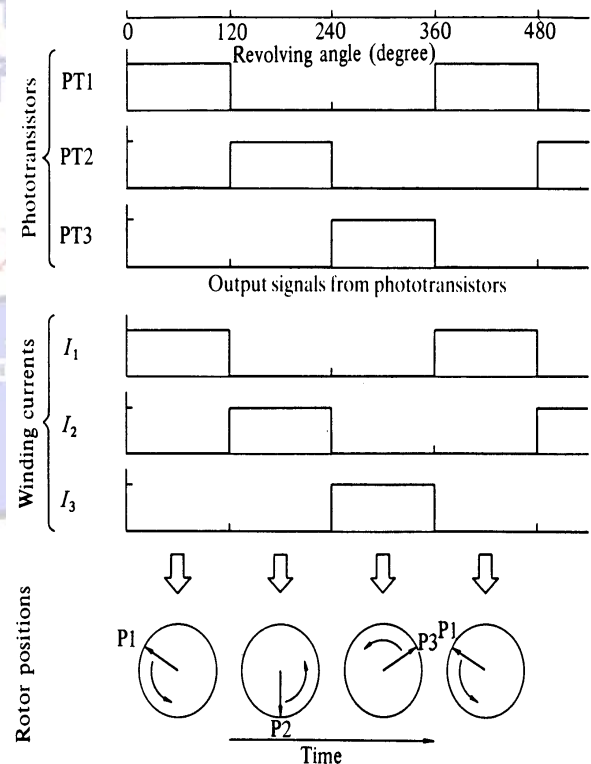 0 120 240 360 480
Revolving angle (degree)
Phototransistors
PT1
PT2
PT3
Output signals from phototransistors
Winding currents
I1
I2
I3
Rotor positions
P1
P2
P3
P1
Time